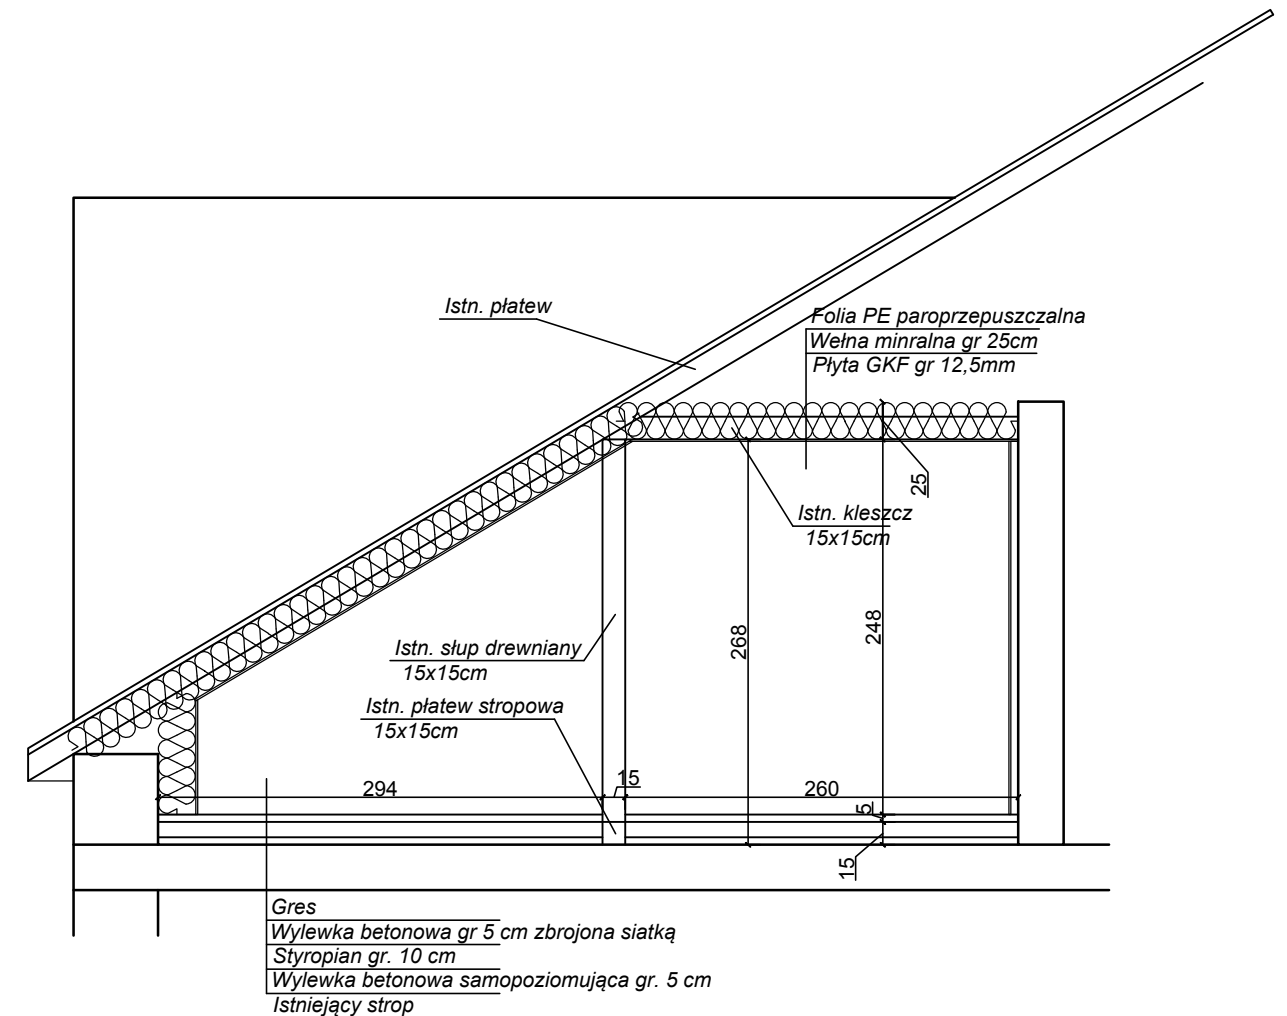 Istn. płatew
Folia PE paroprzepuszczalna
Wełna minralna gr 25cm
Płyta GKF gr 12,5mm
25
Istn. kleszcz
15x15cm
268
248
Istn. słup drewniany
15x15cm
Istn. płatew stropowa
15x15cm
294
15
260
5
15
Gres
Wylewka betonowa gr 5 cm zbrojona siatką
Styropian gr. 10 cm
Wylewka betonowa samopoziomująca gr. 5 cm
Istniejący strop